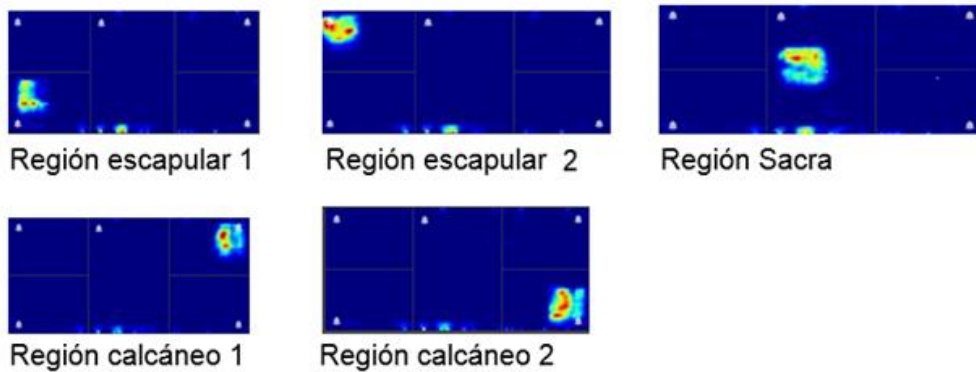 Región escapular 1
Región escapular 2
Región Sacra
Región calcáneo 1
Región calcáneo 2